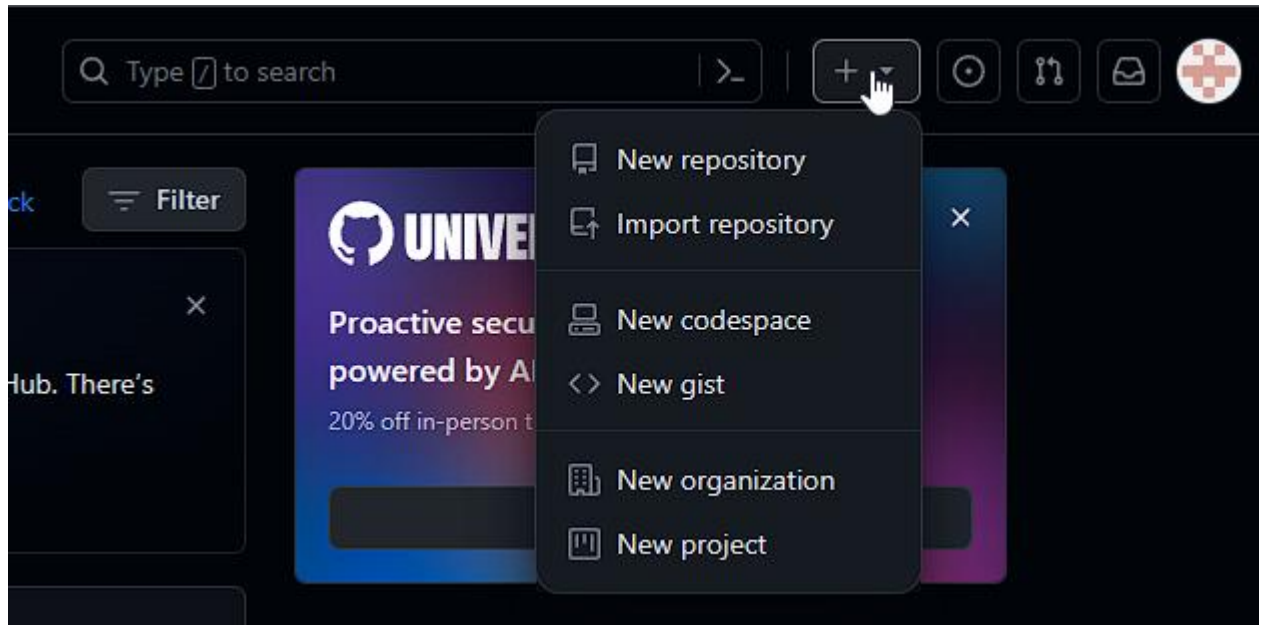 Type / to search
New repository
Import repository
New codespace
New gist
New organization
New project
ck
Filter
Hub. There's
UNIVE
Proactive secu
powered by AI
20% off in-person t